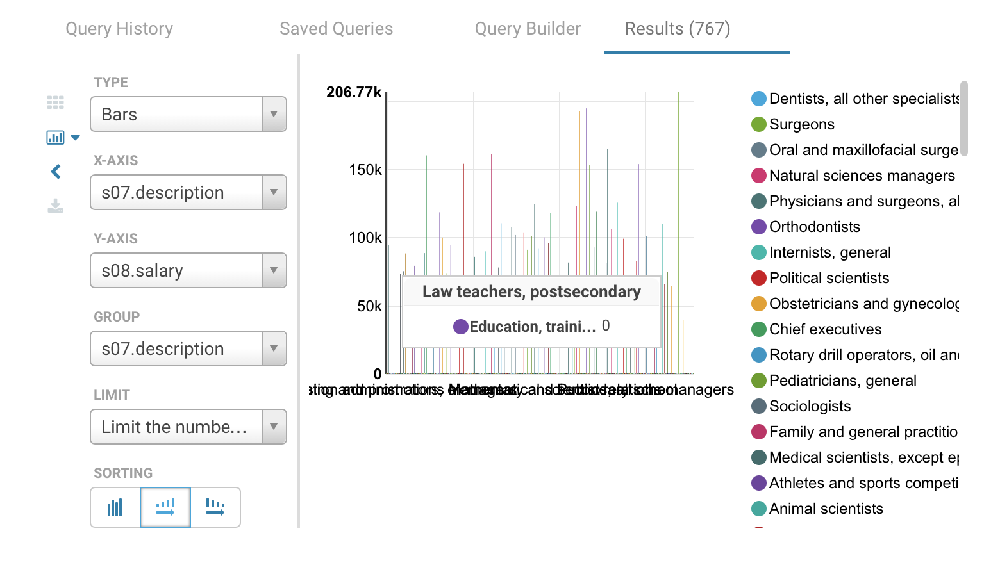 Query History
Saved Queries
Query Builder
Results (767)
TYPE
Bars
X-AXIS
s07.description
Y-AXIS
s08.salary
GROUP
s07.description
LIMIT
Limit the numbe...
SORTING
206.77k
150k
100k
50k
0
Law teachers, postsecondary
Education, traini... 0
managers
Dentists, all other specialists
Surgeons
Oral and maxillofacial surge
Natural sciences managers
Physicians and surgeons, al
Orthodontists
Internists, general
Political scientists
Obstetricians and gynecolog
Chief executives
Rotary drill operators, oil and
Pediatricians, general
Sociologists
Family and general practitio
Medical scientists, except ep
Athletes and sports competi
Animal scientists